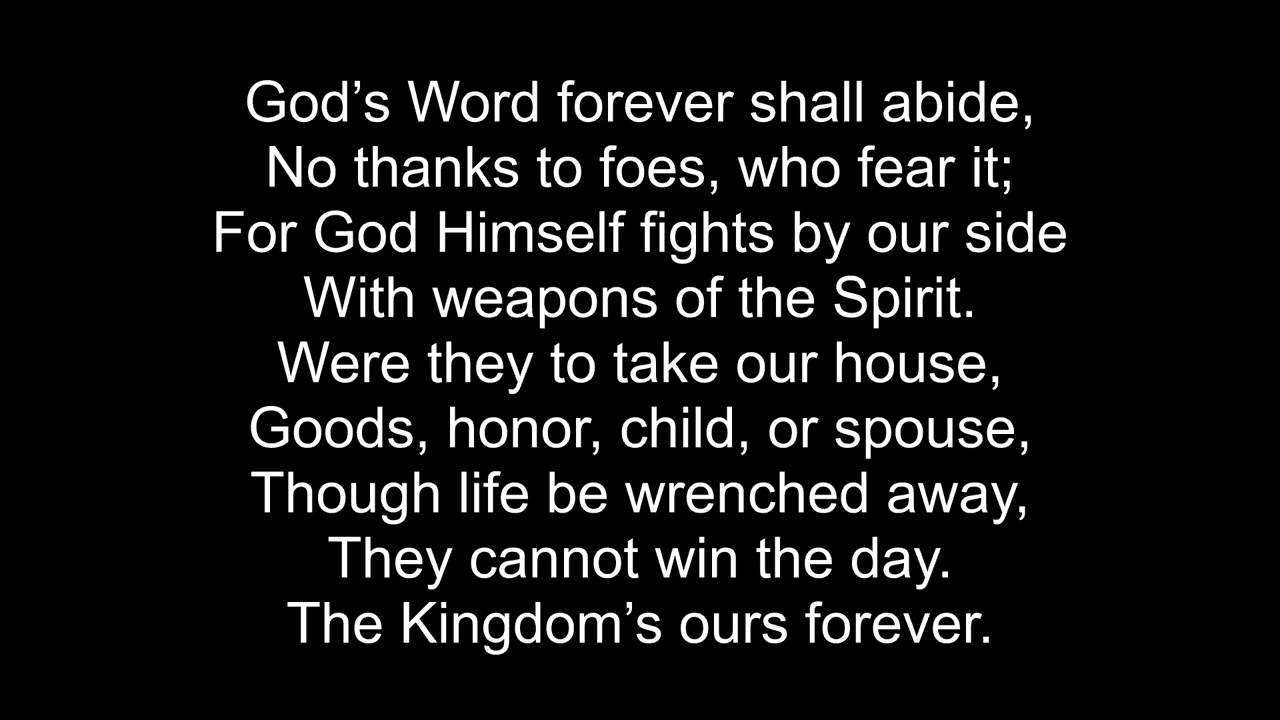 God’s Word forever shall abide,
No thanks to foes, who fear it;
For God Himself fights by our side
With weapons of the Spirit.
Were they to take our house,
Goods, honor, child, or spouse,
Though life be wrenched away,
They cannot win the day.
The Kingdom’s ours forever.